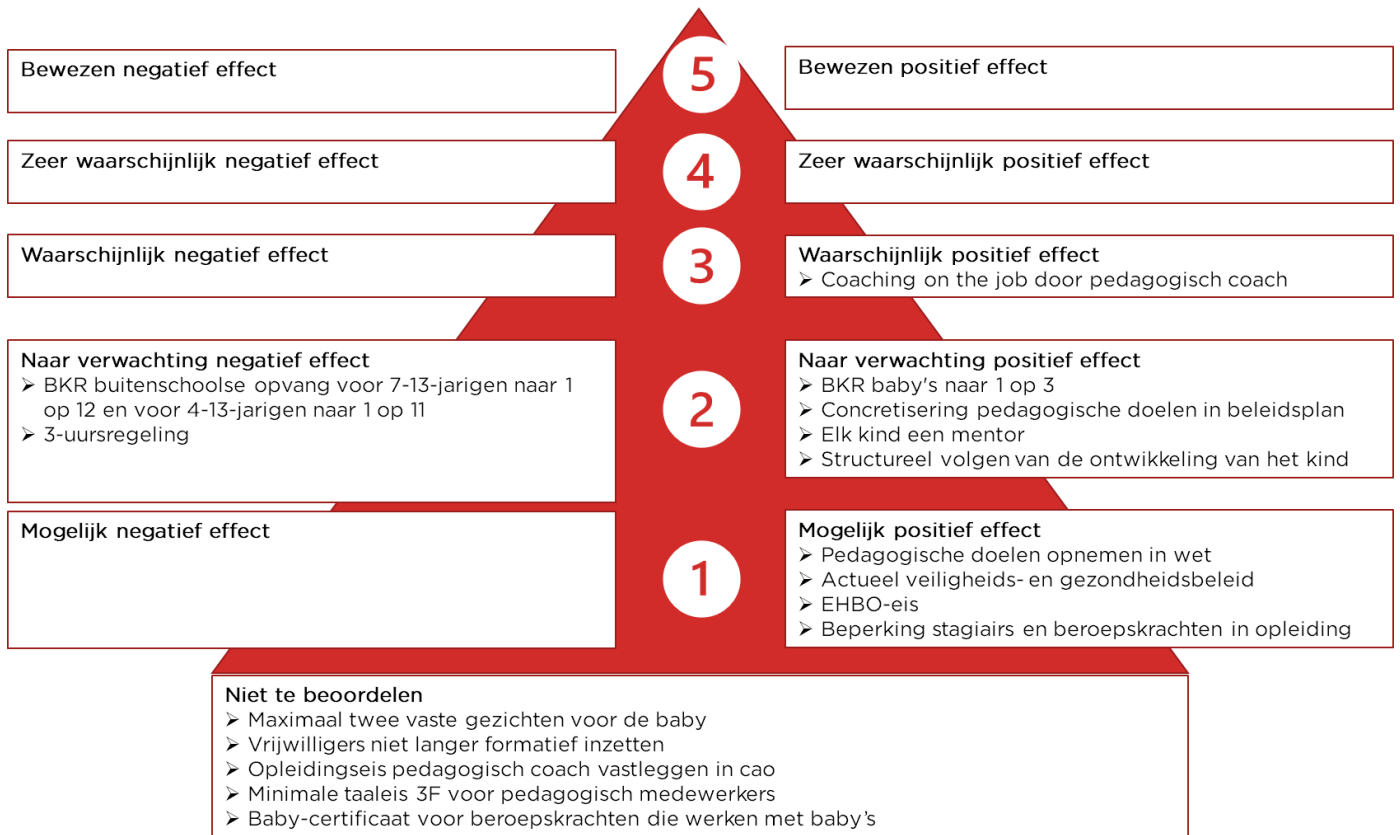 Bewezen negatief effect
5
Bewezen positief effect
Zeer waarschijnlijk negatief effect
4
Zeer waarschijnlijk positief effect
Waarschijnlijk negatief effect
3
Waarschijnlijk positief effect
➢ Coaching on the job door pedagogisch coach
Naar verwachting negatief effect
➢ BKR buitenschoolse opvang voor 7-13-jarigen naar 1
op 12 en voor 4-13-jarigen naar 1 op 11
➢ 3-uursregeling
2
Naar verwachting positief effect
➢ BKR baby's naar 1 op 3
➢ Concretisering pedagogische doelen in beleidsplan
➢ Elk kind een mentor
➢ Structureel volgen van de ontwikkeling van het kind
Mogelijk negatief effect
1
Mogelijk positief effect
➢ Pedagogische doelen opnemen in wet
➢ Actueel veiligheids- en gezondheidsbeleid
➢ EHBO-eis
➢ Beperking stagiairs en beroepskrachten in opleiding
Niet te beoordelen
➢ Maximaal twee vaste gezichten voor de baby
➢ Vrijwilligers niet langer formatief inzetten
➢ Opleidingseis pedagogisch coach vastleggen in cao
➢ Minimale taaleis 3F voor pedagogisch medewerkers
➢ Baby-certificaat voor beroepskrachten die werken met baby’s